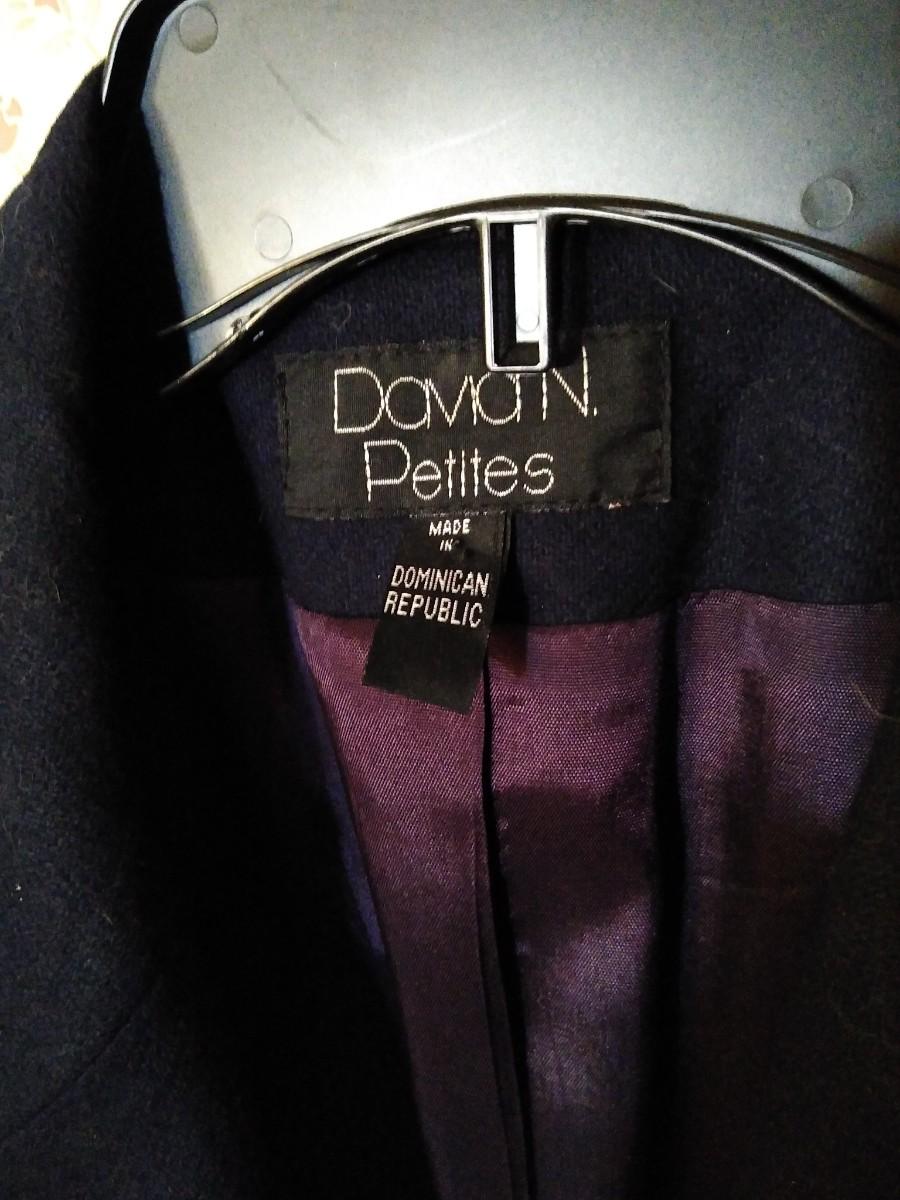 David N.
Petites
MADE
IN
DOMINICAN
REPUBLIC